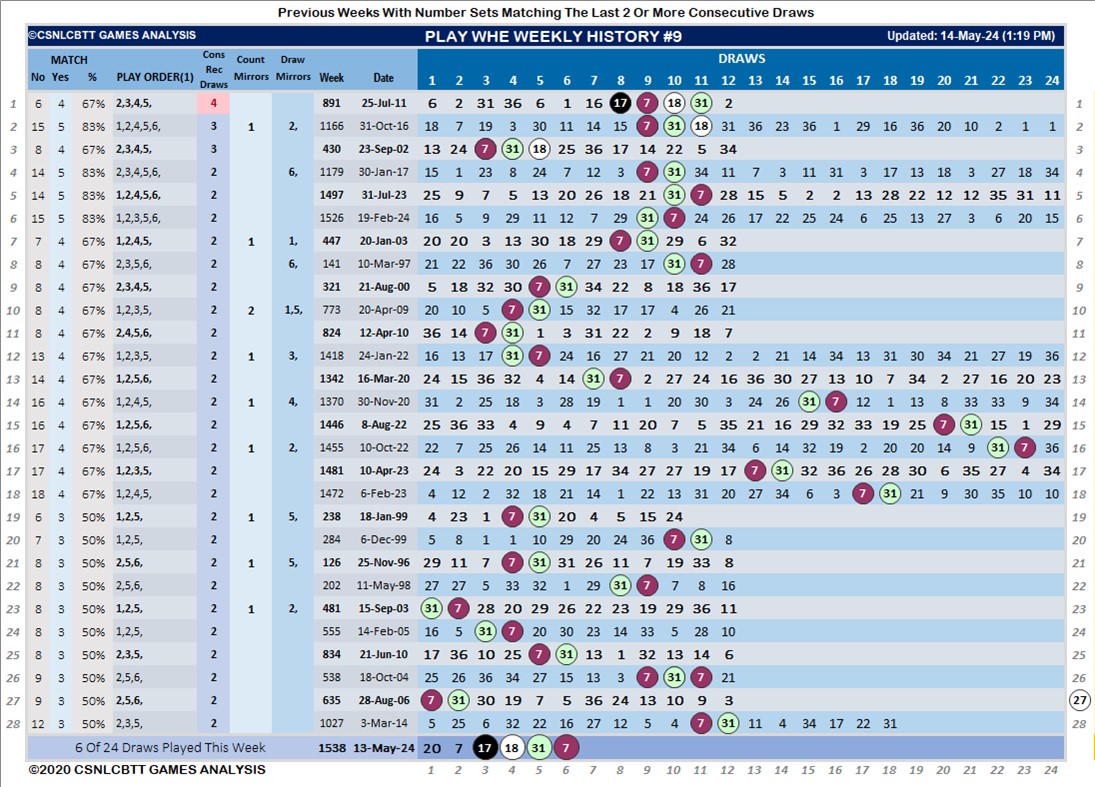 Previous Weeks With Number Sets Matching The Last 2 Or More Consecutive Draws
©CSNLCBTT GAMES ANALYSIS PLAY WHE WEEKLY HISTORY #9 Updated: 14-May-24 (1:19 PM)
MATCH Cons Rec Draws Count Mirrors Draw Mirrors DRAWS
No Yes % PLAY ORDER(1) Week Date 1 2 3 4 5 6 7 8 9 10 11 12 13 14 15 16 17 18 19 20 21 22 23 24
1 6 4 67% 2,3,4,5, 4 891 25-Jul-11 6 2 31 36 6 1 16 17 7 18 31 2 1
2 15 5 83% 1,2,4,5,6, 3 1 2, 1166 31-Oct-16 18 7 19 3 30 11 14 15 7 31 18 31 36 23 36 1 29 16 36 20 10 2 1 1 2
3 8 4 67% 2,3,4,5, 3 430 23-Sep-02 13 24 7 31 18 25 36 17 14 22 5 34 3
4 14 5 83% 2,3,4,5,6, 2 6, 1179 30-Jan-17 15 1 23 8 24 7 12 3 7 31 34 11 7 3 11 31 3 17 13 18 3 27 18 34 4
5 14 5 83% 1,2,4,5,6, 2 1497 31-Jul-23 25 9 7 5 13 20 26 18 21 31 7 28 15 5 2 2 13 28 22 12 12 35 31 11 5
6 15 5 83% 1,2,3,5,6, 2 1526 19-Feb-24 16 5 9 29 11 12 7 29 31 7 24 26 17 22 25 24 6 25 13 27 3 6 20 15 6
7 7 4 67% 1,2,4,5, 2 1 1, 447 20-Jan-03 20 20 3 13 30 18 29 7 31 29 6 32 7
8 8 4 67% 2,3,5,6, 2 6, 141 10-Mar-97 21 22 36 30 26 7 27 23 17 31 7 28 8
9 8 4 67% 2,3,4,5, 2 321 21-Aug-00 5 18 32 30 7 31 34 22 8 18 36 17 9
10 8 4 67% 1,2,3,5, 2 2 1,5, 773 20-Apr-09 20 10 5 7 31 15 32 17 17 4 26 21 10
11 8 4 67% 2,4,5,6, 2 824 12-Apr-10 36 14 7 31 1 3 31 22 2 9 18 7 11
12 13 4 67% 1,2,3,5, 2 1 3, 1418 24-Jan-22 16 13 17 31 7 24 16 27 21 20 12 2 2 21 14 34 13 31 30 34 21 27 19 36 12
13 14 4 67% 1,2,5,6, 2 1342 16-Mar-20 24 15 36 32 4 14 31 7 2 27 24 16 36 30 27 13 10 7 34 2 27 16 20 23 13
14 16 4 67% 1,2,4,5, 2 1 4, 1370 30-Nov-20 31 2 25 18 3 28 19 1 1 20 30 3 24 26 31 7 12 1 13 8 33 33 9 34 14
15 16 4 67% 1,2,5,6, 2 1446 8-Aug-22 25 36 33 4 9 4 7 11 20 7 5 35 21 16 29 32 33 19 25 7 31 15 1 29 15
16 17 4 67% 1,2,5,6, 2 1 2, 1455 10-Oct-22 22 7 25 26 14 11 25 13 8 9 21 34 6 14 32 19 2 20 20 14 9 31 7 36 16
17 17 4 67% 1,2,3,5, 2 1481 10-Apr-23 24 3 22 20 15 29 17 34 27 27 19 17 7 31 32 36 26 28 30 6 35 27 4 34 17
18 18 4 67% 1,2,4,5, 2 1472 6-Feb-23 4 12 2 32 18 21 14 1 22 13 31 20 27 34 6 3 7 31 21 9 30 35 10 10 18
19 6 3 50% 1,2,5, 2 1 5, 238 18-Jan-99 4 23 1 7 31 20 4 5 15 24 19
20 7 3 50% 1,2,5, 2 284 6-Dec-99 5 8 1 1 10 29 20 24 36 7 31 8 20
21 8 3 50% 2,5,6, 2 1 5, 126 25-Nov-96 29 11 7 7 31 31 26 11 7 19 33 8 21
22 8 3 50% 2,5,6, 2 202 11-May-98 27 27 5 33 32 1 29 31 7 7 8 16 22
23 8 3 50% 1,2,5, 2 1 2, 481 15-Sep-03 31 7 28 20 29 26 22 23 19 29 36 11 23
24 8 3 50% 1,2,5, 2 555 14-Feb-05 16 5 31 7 20 30 23 14 33 5 28 10 24
25 8 3 50% 2,3,5, 2 834 21-Jun-10 17 36 10 25 7 31 13 1 32 13 14 6 25
26 9 3 50% 2,5,6, 2 538 18-Oct-04 25 26 36 34 27 15 13 3 7 31 7 21 26
27 9 3 50% 2,5,6, 2 635 28-Aug-06 7 31 30 19 7 5 36 24 13 10 9 3 27
28 12 3 50% 2,3,5, 2 1027 3-Mar-14 5 25 6 32 22 16 27 12 5 4 7 31 11 4 34 17 22 31 28
6 Of 24 Draws Played This Week 1538 13-May-24 20 7 17 18 31 7
©2020 CSNLCBTT GAMES ANALYSIS 1 2 3 4 5 6 7 8 9 10 11 12 13 14 15 16 17 18 19 20 21 22 23 24